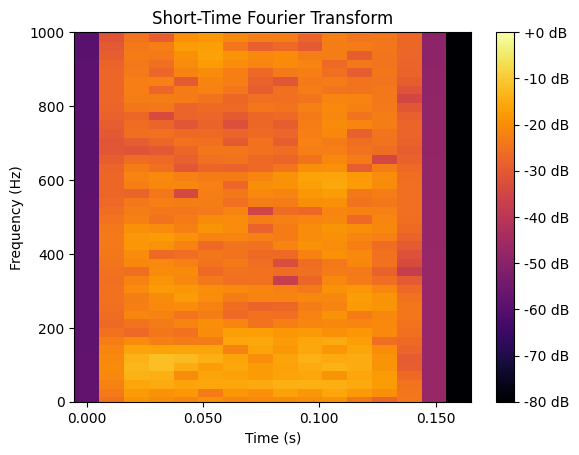 Short-Time Fourier Transform
1000
800
600
400
200
0
Frequency (Hz)
0.000
0.050
0.100
0.150
Time (s)
+0 dB
-10 dB
-20 dB
-30 dB
-40 dB
-50 dB
-60 dB
-70 dB
-80 dB